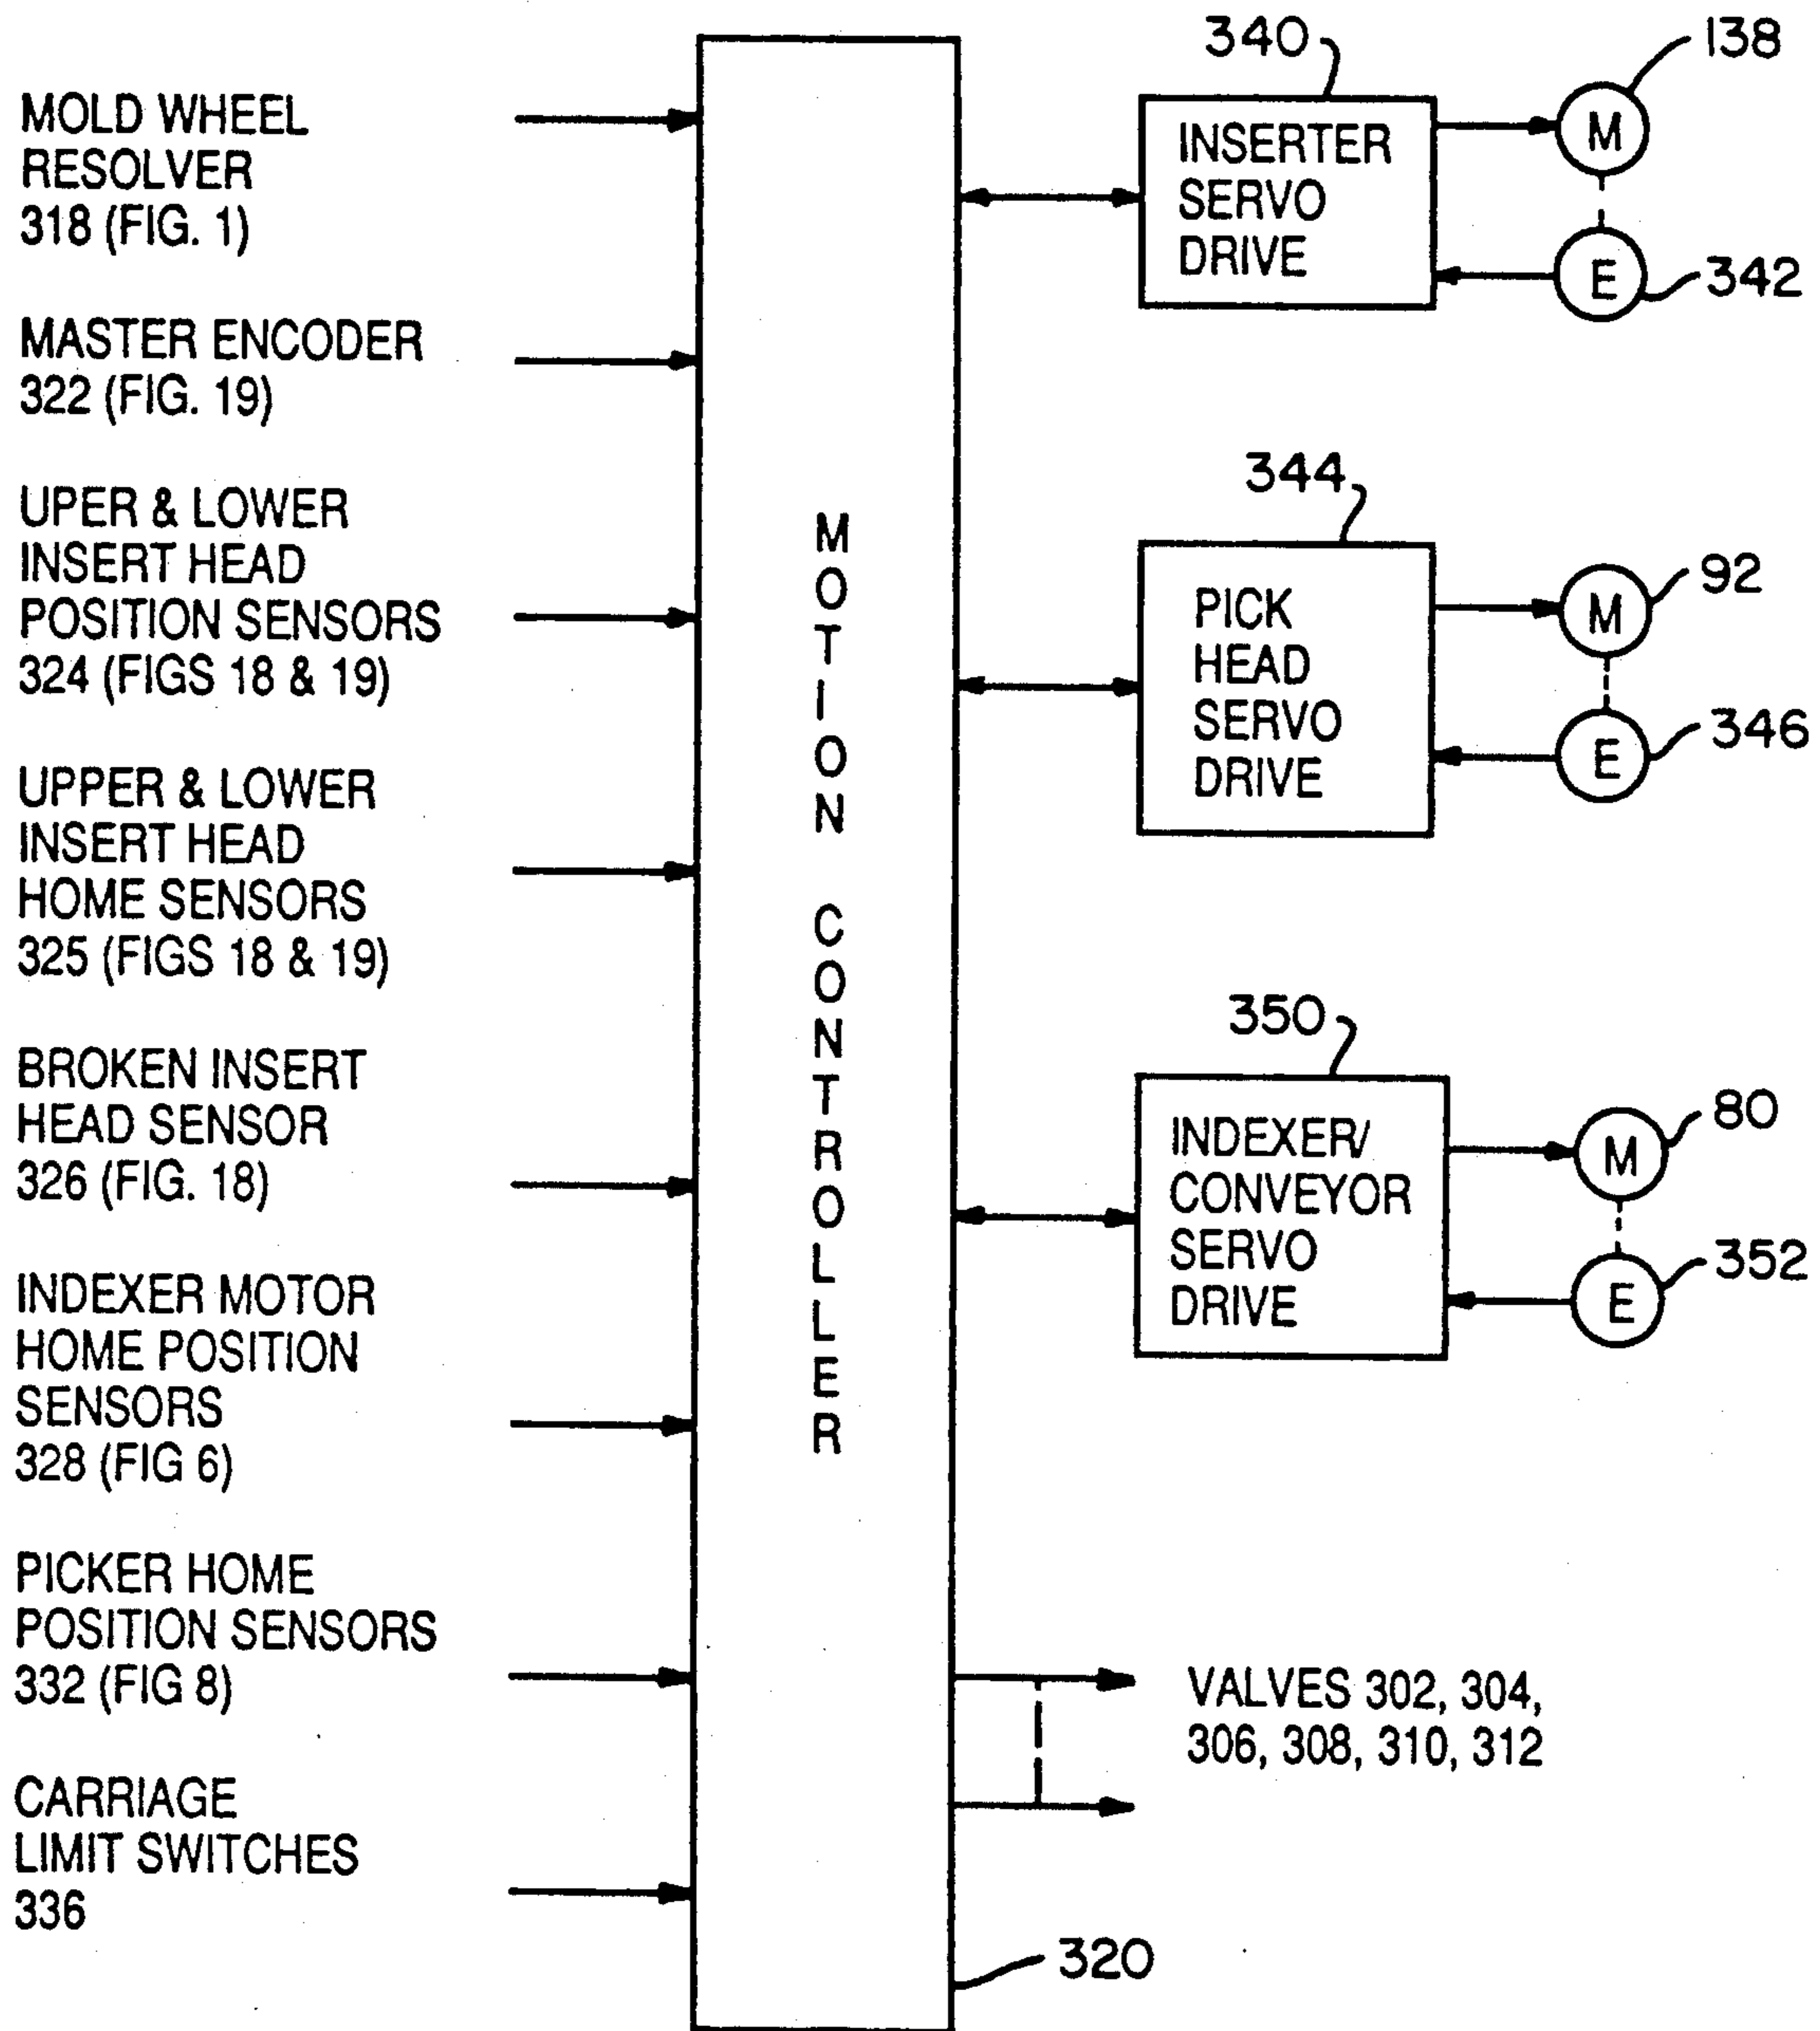 MOLD WHEEL
RESOLVER
318 (FIG. 1)
MASTER ENCODER
322 (FIG. 19)
UPER & LOWER
INSERT HEAD
POSITION SENSORS
324 (FIGS 18 & 19)
UPPER & LOWER
INSERT HEAD
HOME SENSORS
325 (FIGS 18 & 19)
BROKEN INSERT
HEAD SENSOR
326 (FIG. 18)
INDEXER MOTOR
HOME POSITION
SENSORS
328 (FIG 6)
PICKER HOME
POSITION SENSORS
332 (FIG 8)
CARRIAGE
LIMIT SWITCHES
336
MOTION CONTROLLER
320
340
INSERTER
SERVO
DRIVE
M
138
E
342
344
PICK
HEAD
SERVO
DRIVE
M
92
E
346
350
INDEXER/
CONVEYOR
SERVO
DRIVE
M
80
E
352
VALVES 302, 304,
306, 308, 310, 312